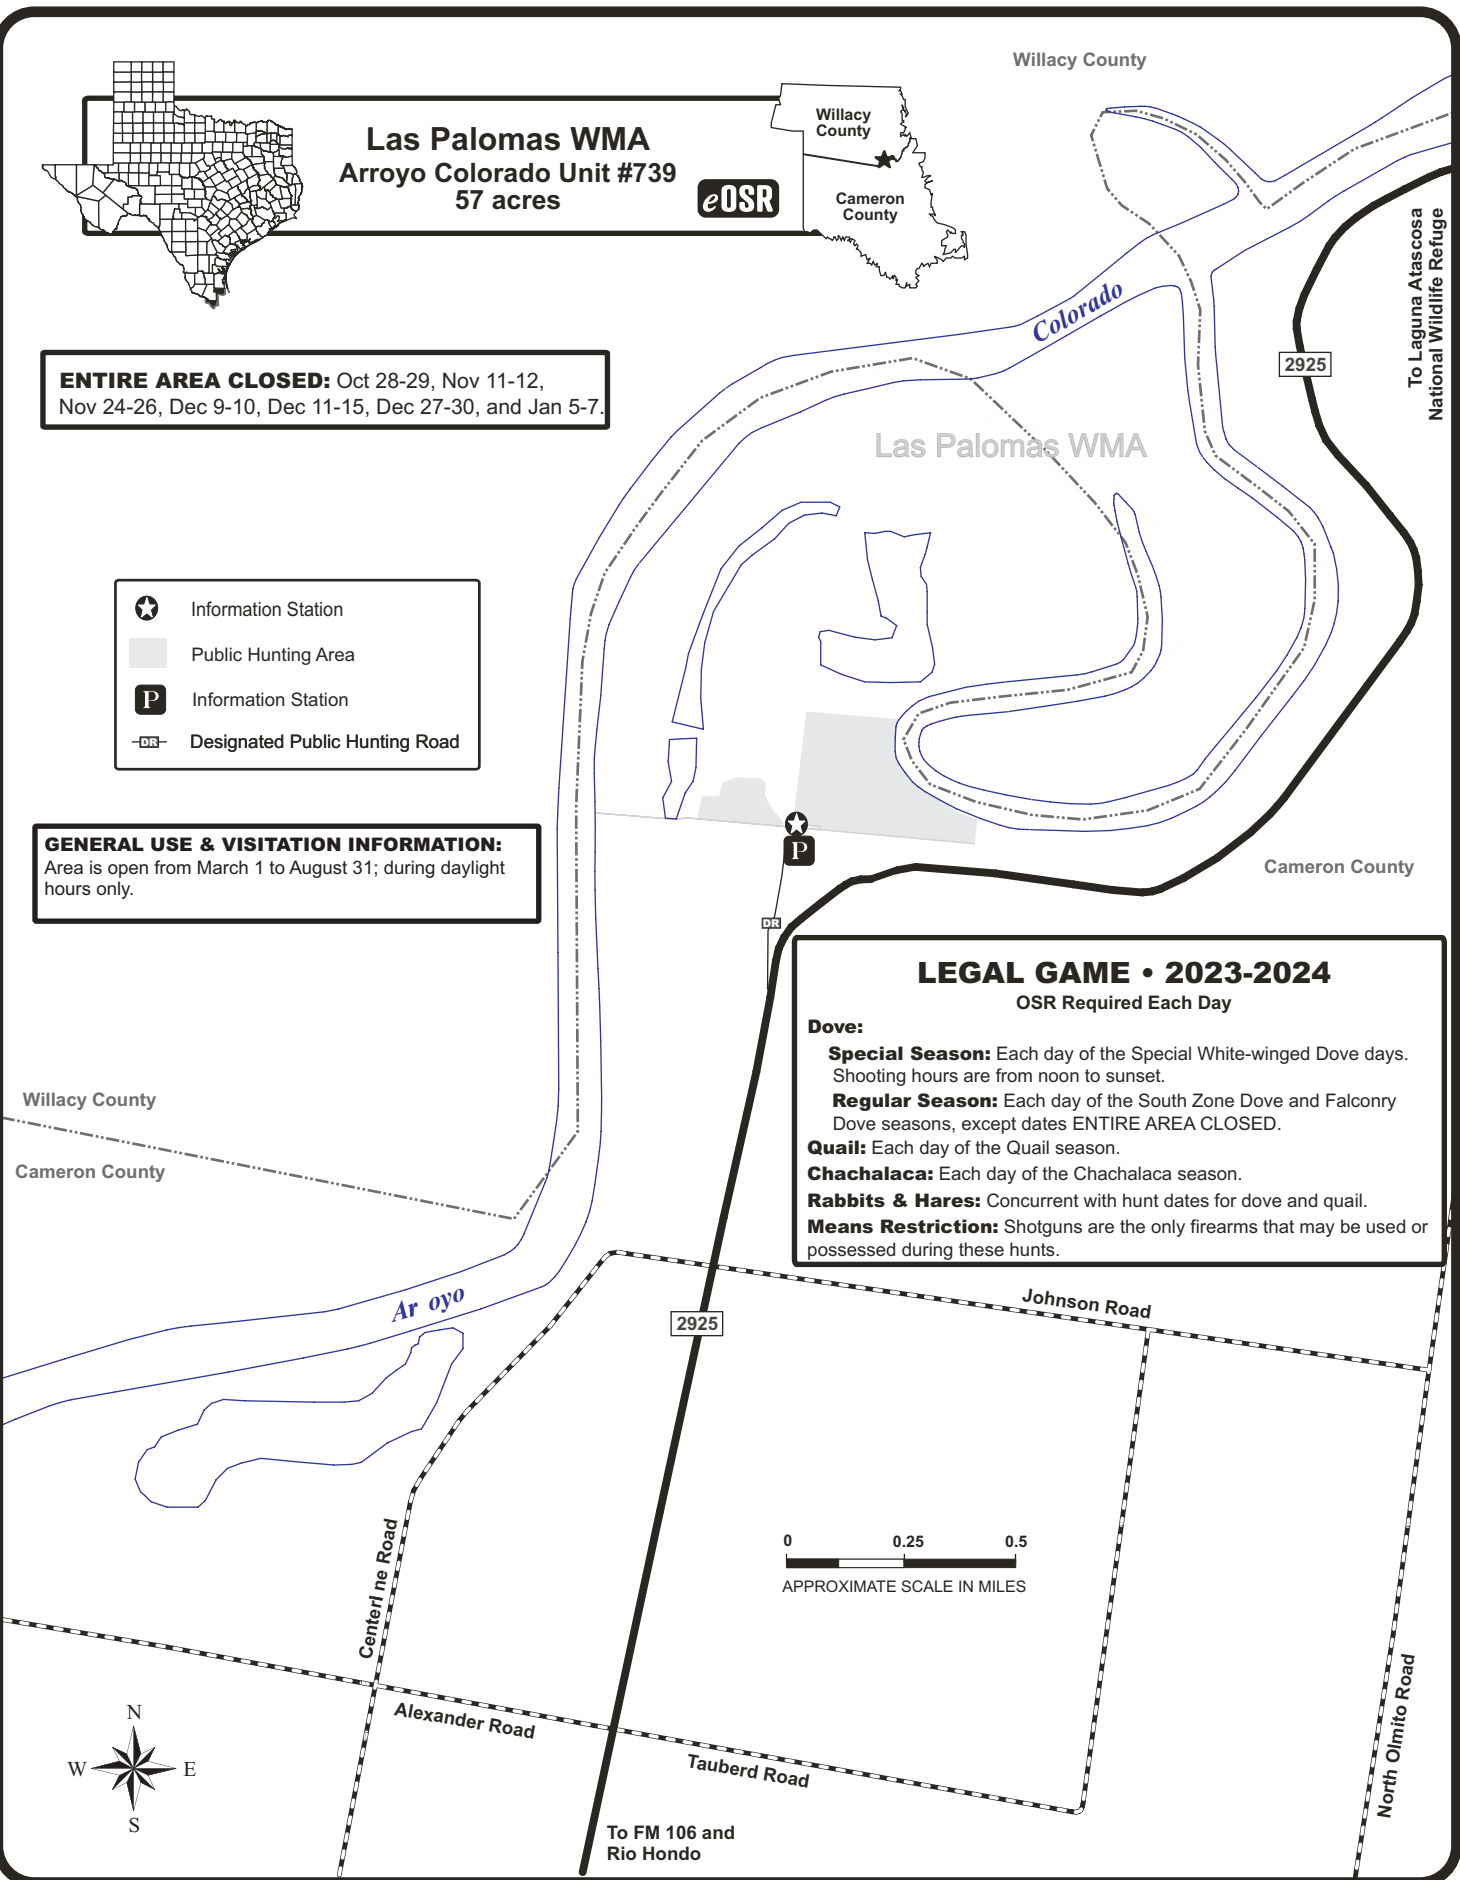 Willacy County
Las Palomas WMA
Arroyo Colorado Unit #739
57 acres
eOSR
Willacy
County
Cameron
County
To Laguna Atascosa
National Wildlife Refuge
Colorado
2925
ENTIRE AREA CLOSED: Oct 28-29, Nov 11-12,
Nov 24-26, Dec 9-10, Dec 11-15, Dec 27-30, and Jan 5-7.
Las Palomas WMA
Information Station
Public Hunting Area
P Information Station
DR Designated Public Hunting Road
GENERAL USE & VISITATION INFORMATION:
Area is open from March 1 to August 31; during daylight
hours only.
P
Cameron County
DR
LEGAL GAME • 2023-2024
OSR Required Each Day
Dove:
Special Season: Each day of the Special White-winged Dove days.
Shooting hours are from noon to sunset.
Regular Season: Each day of the South Zone Dove and Falconry
Dove seasons, except dates ENTIRE AREA CLOSED.
Quail: Each day of the Quail season.
Chachalaca: Each day of the Chachalaca season.
Rabbits & Hares: Concurrent with hunt dates for dove and quail.
Means Restriction: Shotguns are the only firearms that may be used or
possessed during these hunts.
Willacy County
Cameron County
Ar oyo
Johnson Road
2925
0 0.25 0.5
APPROXIMATE SCALE IN MILES
Centerl ne Road
Alexander Road
Tauberd Road
North Olmito Road
N
W E
S
To FM 106 and
Rio Hondo